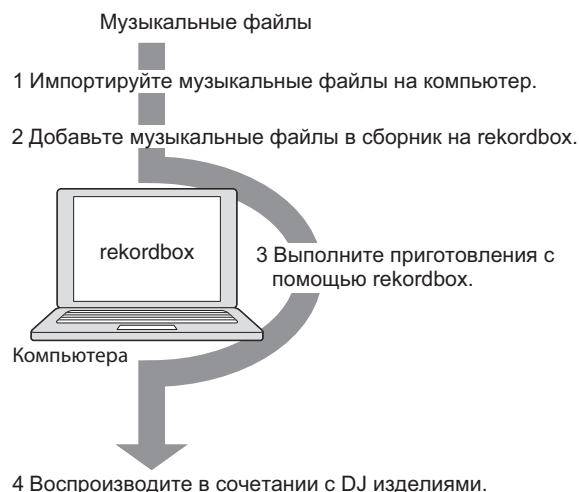 Музыкальные файлы
1 Импортируйте музыкальные файлы на компьютер.
2 Добавьте музыкальные файлы в сборник на rekordbox.
rekordbox
3 Выполните приготовления с
помощью rekordbox.
Компьютера
4 Воспроизводите в сочетании с DJ изделиями.